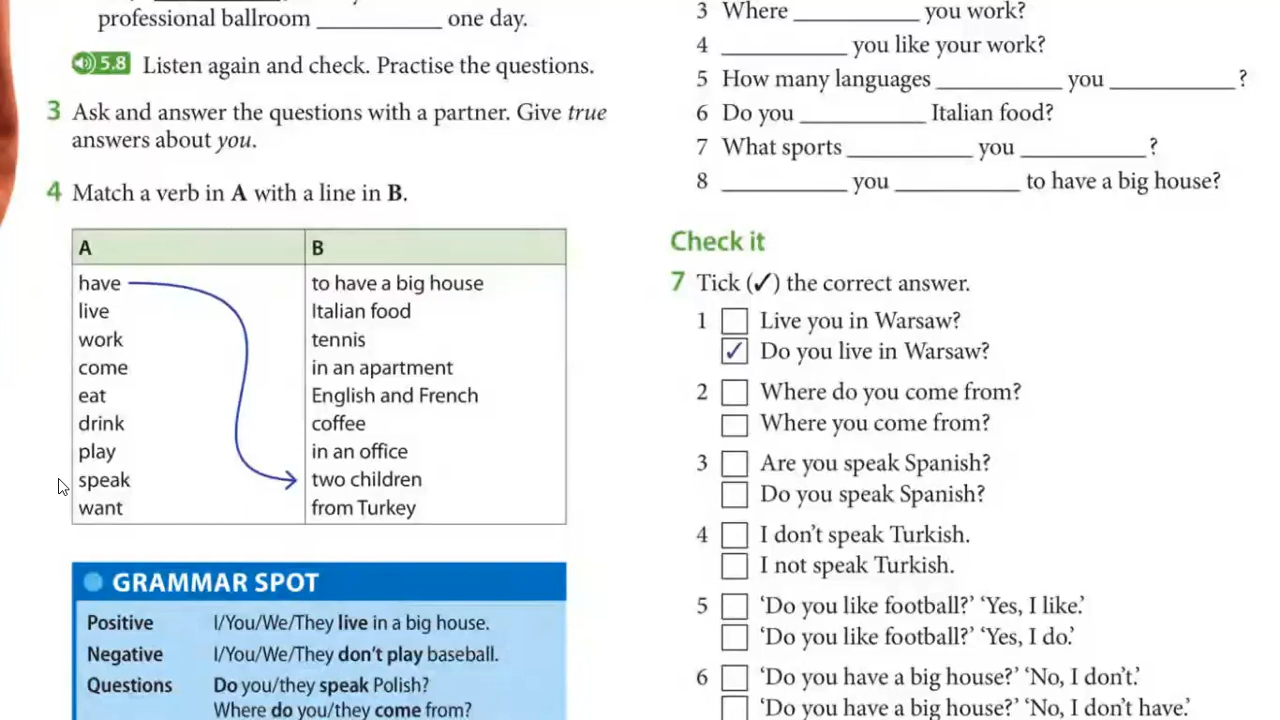 professional ballroom ____________ one day.
5.8 Listen again and check. Practise the questions.
3 Ask and answer the questions with a partner. Give true
answers about you.
4 Match a verb in A with a line in B.
A B
have to have a big house
live Italian food
work tennis
come in an apartment
eat English and French
drink coffee
play in an office
speak two children
want from Turkey
GRAMMAR SPOT
Positive I/You/We/They live in a big house.
Negative I/You/We/They don't play baseball.
Questions Do you/they speak Polish?
Where do you/they come from?
3 Where ____________ you work?
4 ____________ you like your work?
5 How many languages ____________ you ____________ ?
6 Do you ____________ Italian food?
7 What sports ____________ you ____________ ?
8 ____________ you ____________ to have a big house?
Check it
7 Tick (✓) the correct answer.
1 Live you in Warsaw?
✓ Do you live in Warsaw?
2 Where do you come from?
Where you come from?
3 Are you speak Spanish?
Do you speak Spanish?
4 I don't speak Turkish.
I not speak Turkish.
5 'Do you like football?' 'Yes, I like.'
'Do you like football?' 'Yes, I do.'
6 'Do you have a big house?' 'No, I don't.'
'Do you have a big house?' 'No, I don't have.'